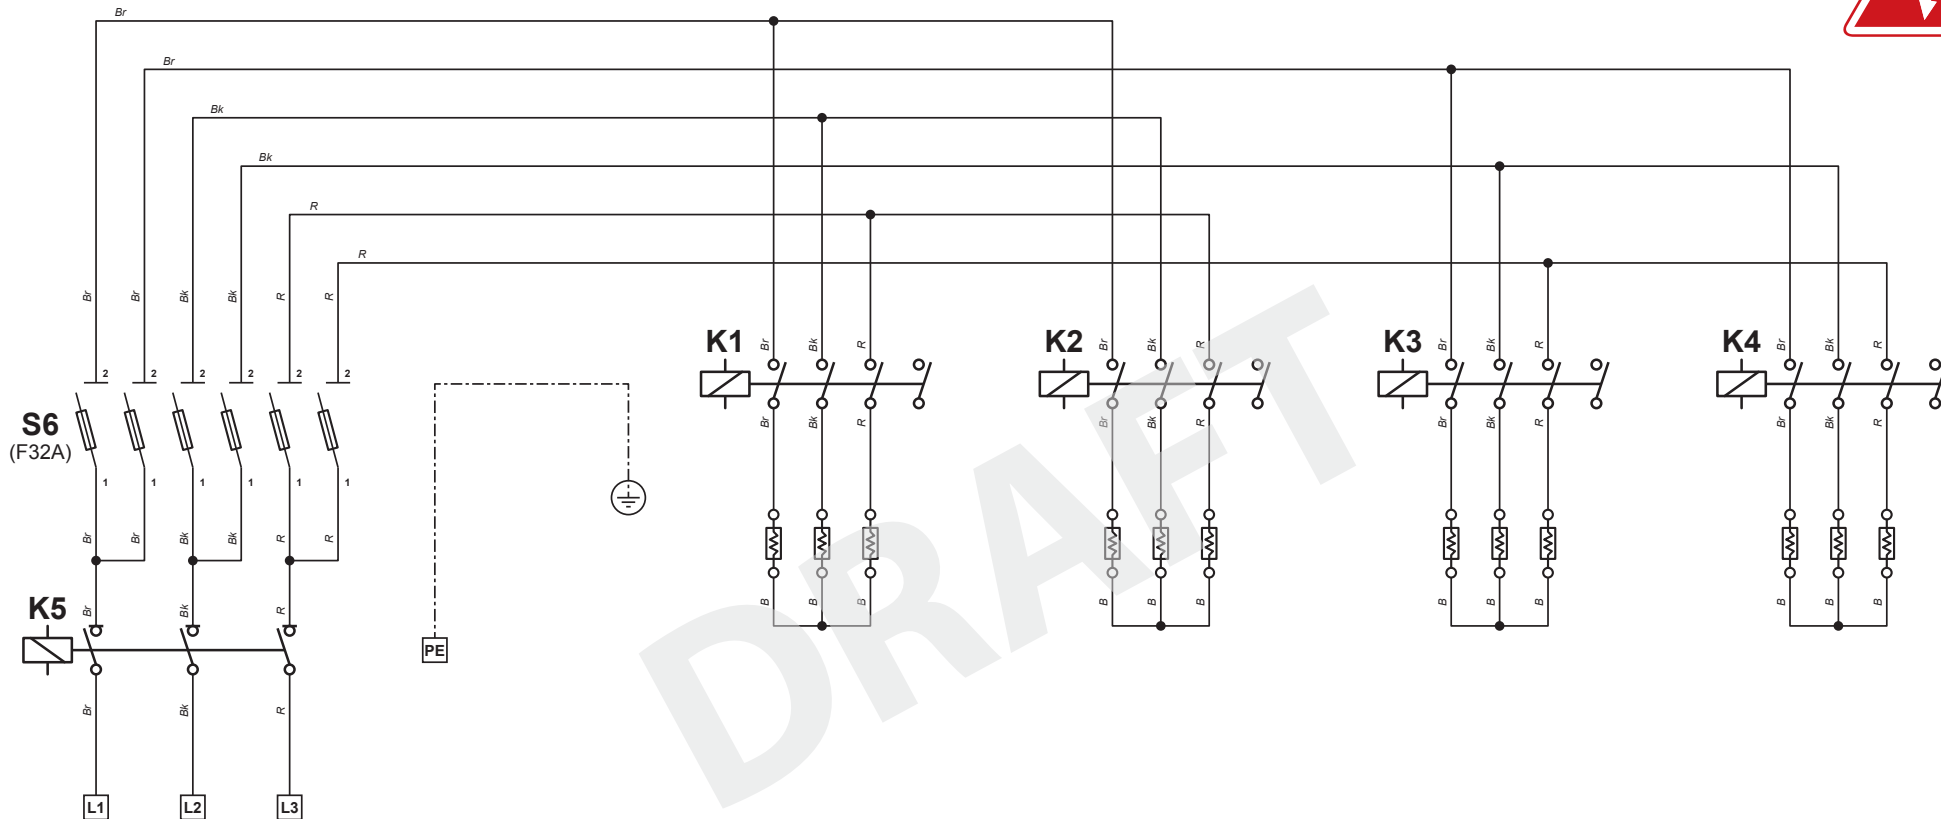 Br
Br
Bk
Bk
R
R
Br Br Bk Bk R R
K1 Br Bk R
K2 Br Bk R
K3 Br Bk R
K4 Br Bk R
2 2 2 2 2 2
S6
(F32A)
Br Bk R
Br Bk R
Br Bk R
Br Bk R
1 1 1 1 1 1
Br Br Bk Bk R R
K5 Br Bk R
B B B
B B B
B B B
B B B
PE
Br Bk R
L1 L2 L3
DRAFT